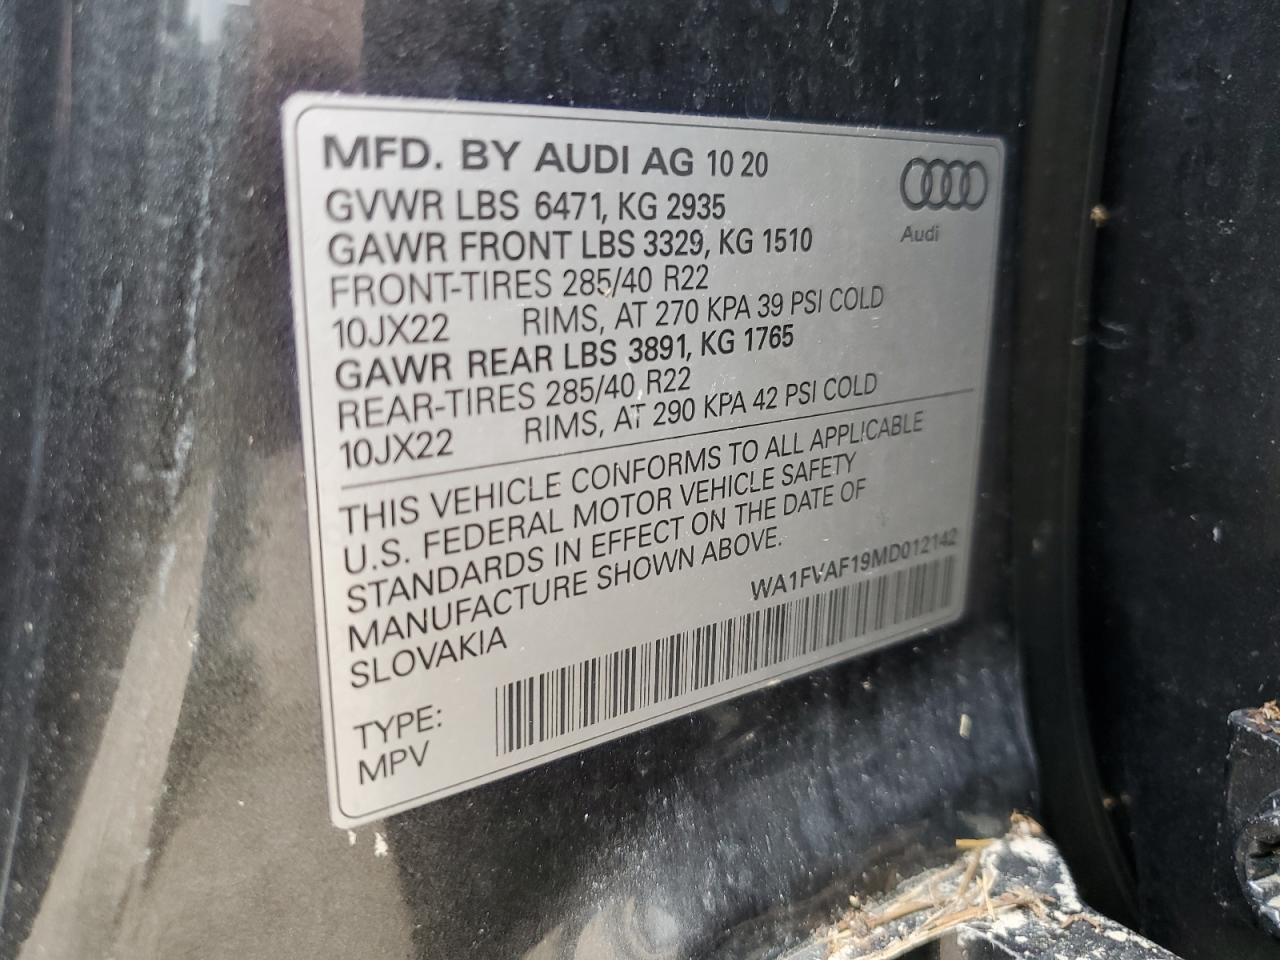 MFD. BY AUDI AG 10 20
GVWR LBS 6471, KG 2935
GAWR FRONT LBS 3329, KG 1510
FRONT-TIRES 285/40 R22
10JX22 RIMS, AT 270 KPA 39 PSI COLD
GAWR REAR LBS 3891, KG 1765
REAR-TIRES 285/40 R22
10JX22 RIMS, AT 290 KPA 42 PSI COLD
Audi
THIS VEHICLE CONFORMS TO ALL APPLICABLE
U.S. FEDERAL MOTOR VEHICLE SAFETY
STANDARDS IN EFFECT ON THE DATE OF
MANUFACTURE SHOWN ABOVE.
SLOVAKIA
WA1FVAF19MD012142
TYPE:
MPV